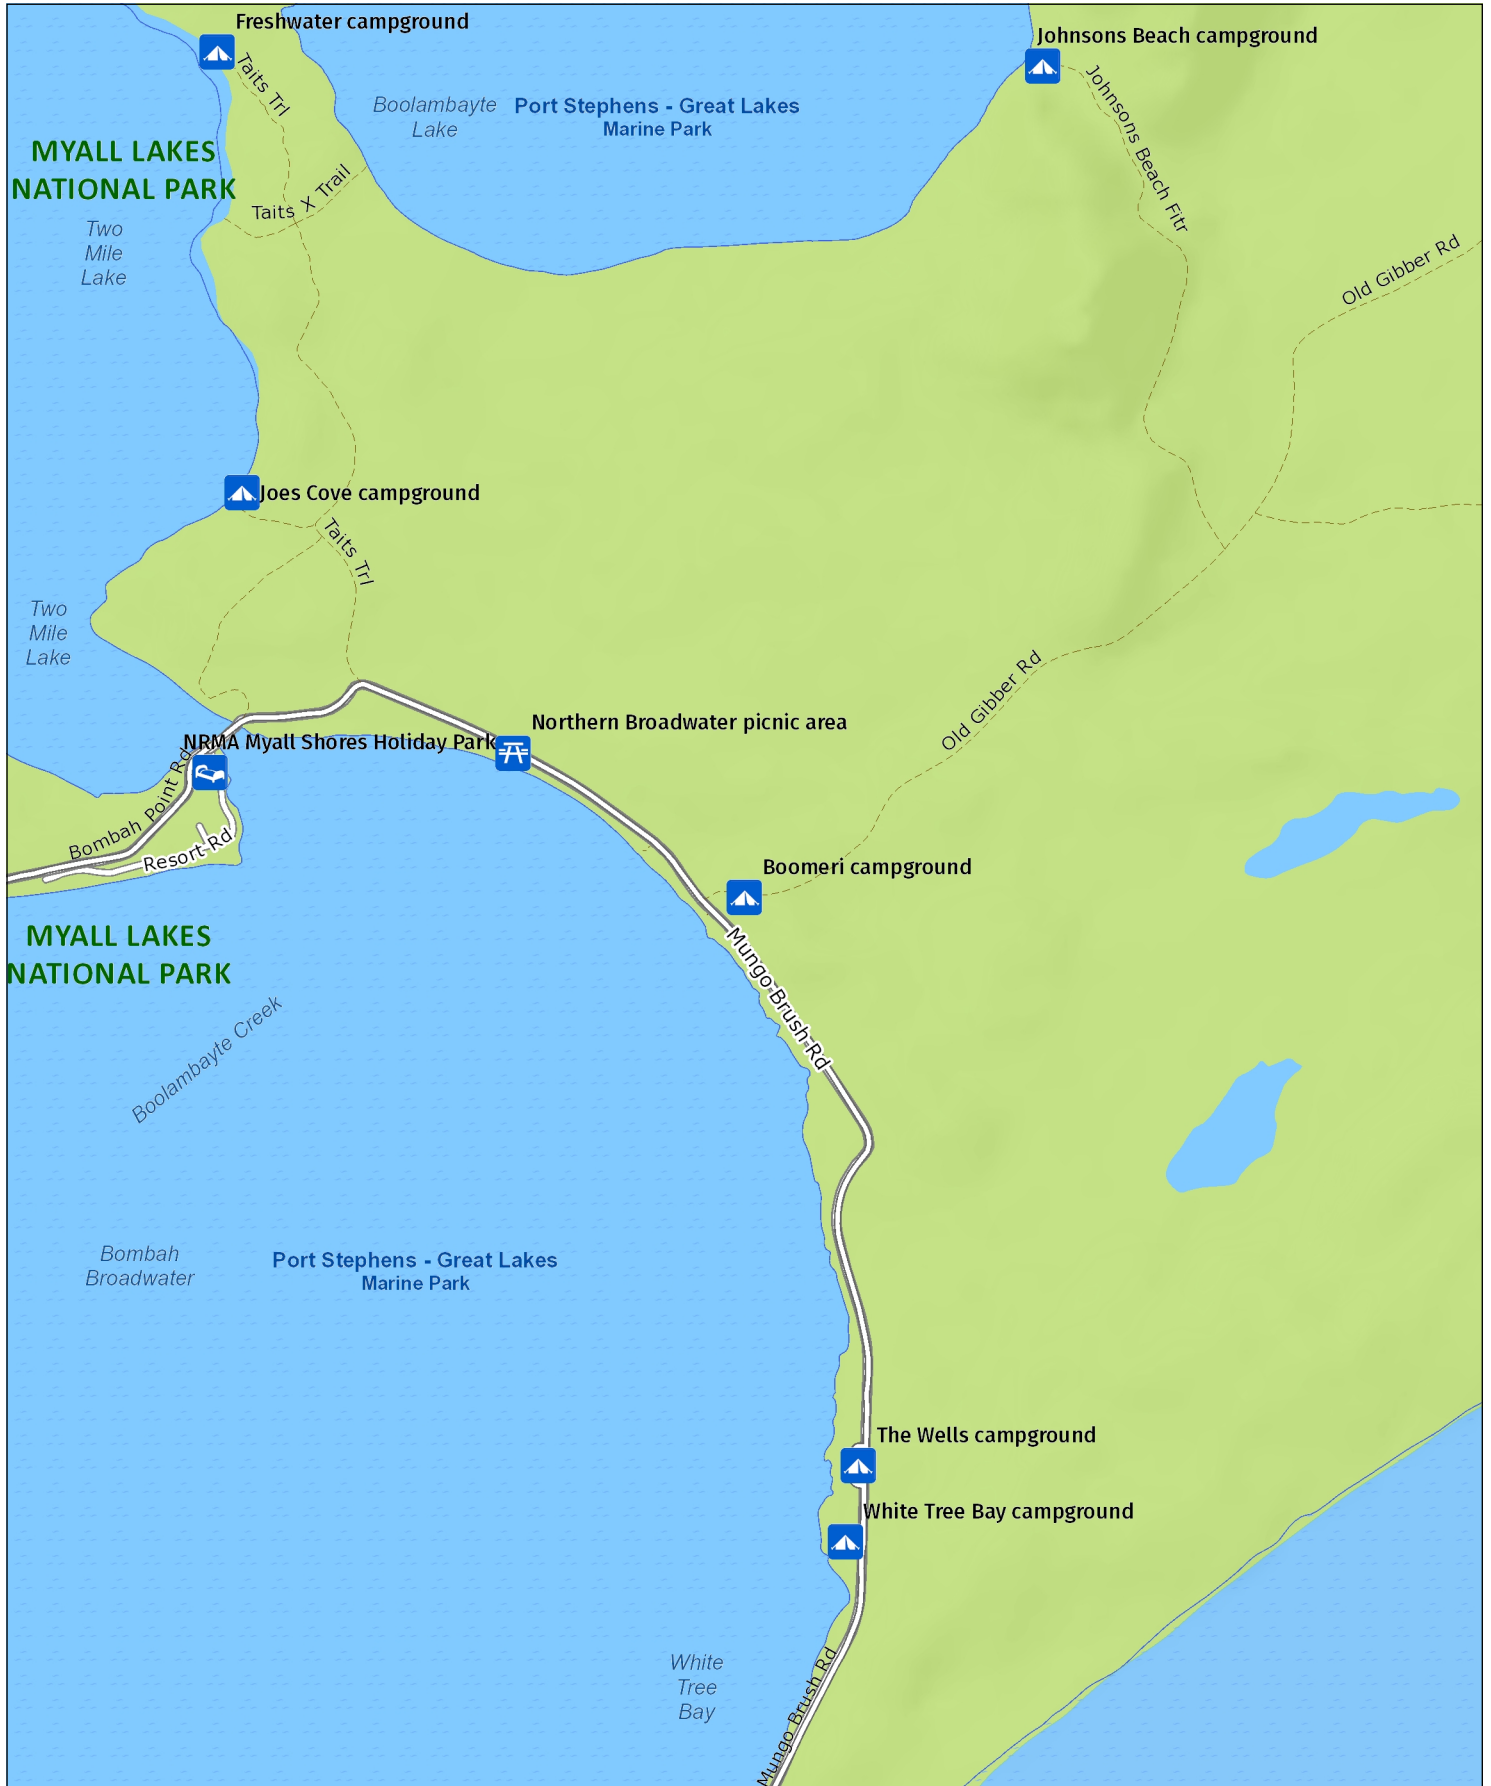 Freshwater campground
Johnsons Beach campground
Taits Trl
Boolambayte
Lake
Port Stephens - Great Lakes
Marine Park
Johnsons Beach Fitr
MYALL LAKES
NATIONAL PARK
Taits X Trail
Two
Mile
Lake
Old Gibber Rd
Joes Cove campground
Taits Trl
Two
Mile
Lake
Old Gibber Rd
Northern Broadwater picnic area
NRMA Myall Shores Holiday Park
Bombah Point Rd
Resort Rd
Boomeri campground
MYALL LAKES
NATIONAL PARK
Mungo Brush Rd
Boolambayte Creek
Bombah
Broadwater
Port Stephens - Great Lakes
Marine Park
The Wells campground
White Tree Bay campground
White
Tree
Bay
Mungo Brush Rd